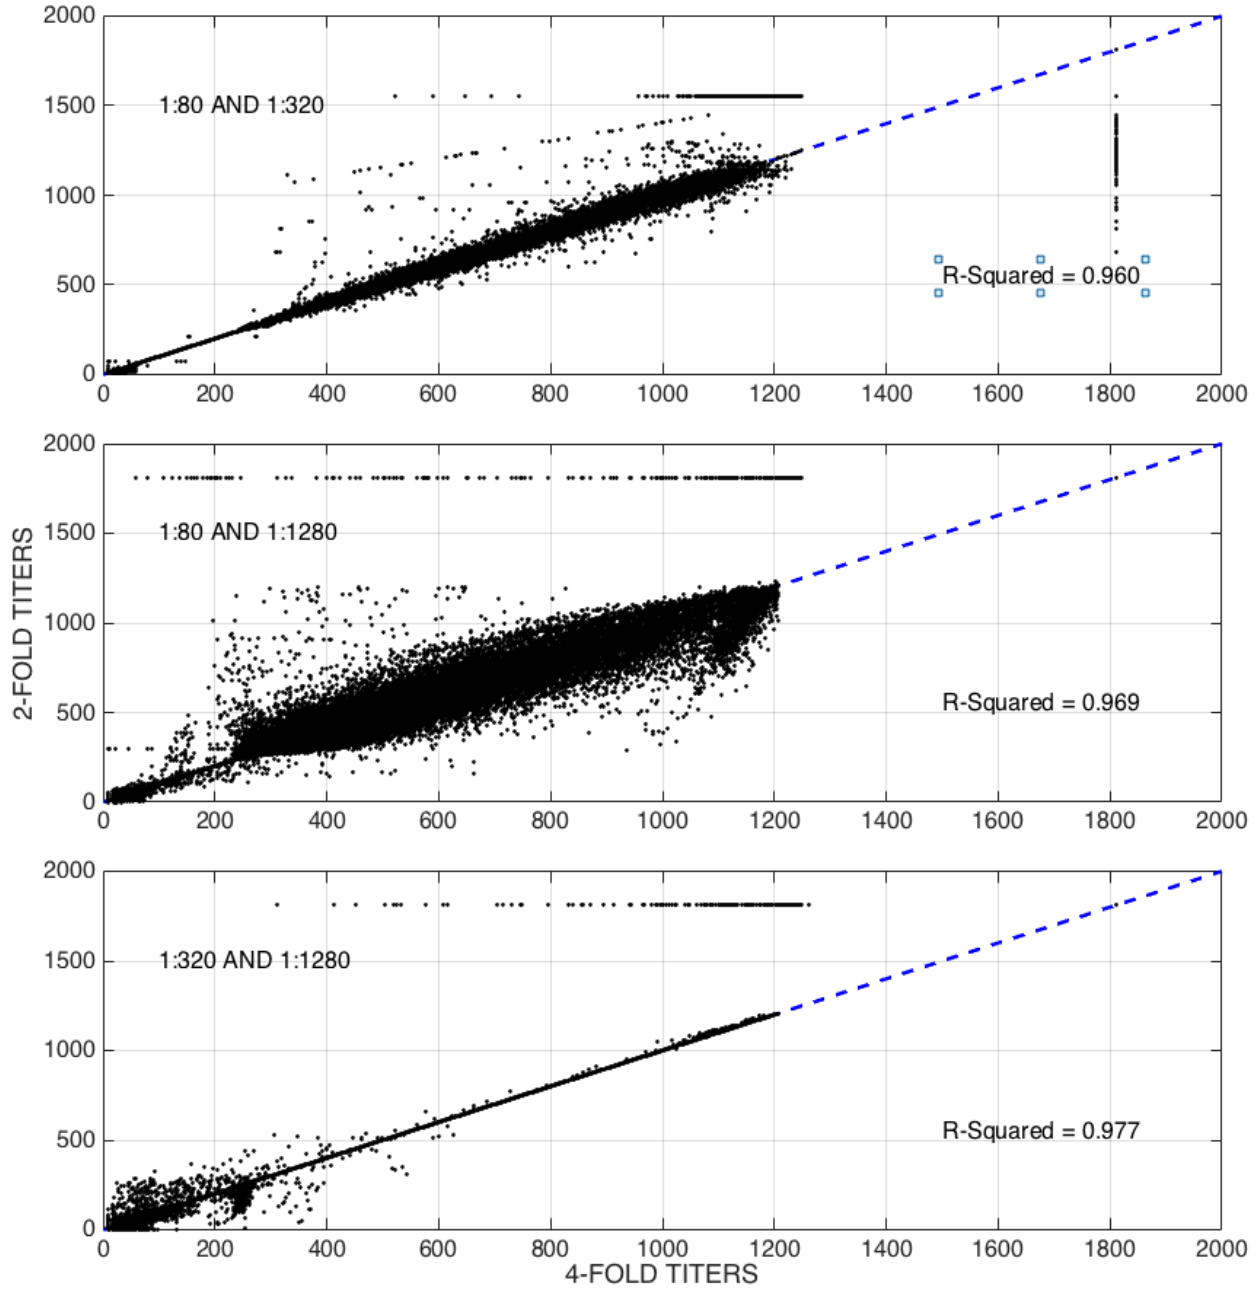 2000
1500
1:80 AND 1:320
1000
500
R-Squared = 0.960
0
0 200 400 600 800 1000 1200 1400 1600 1800 2000
2000
1500
1:80 AND 1:1280
2-FOLD TITERS
1000
500
R-Squared = 0.969
0
0 200 400 600 800 1000 1200 1400 1600 1800 2000
2000
1500
1:320 AND 1:1280
1000
500
R-Squared = 0.977
0
0 200 400 600 800 1000 1200 1400 1600 1800 2000
4-FOLD TITERS